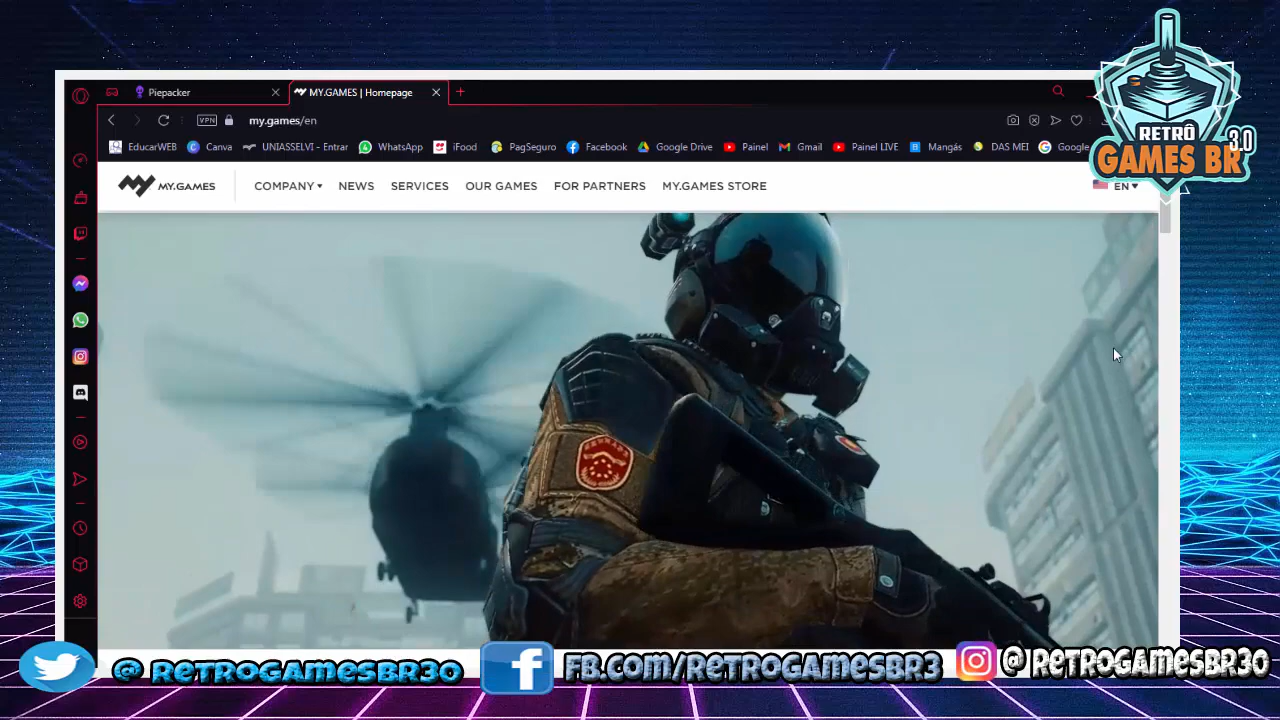 Piepacker
MY.GAMES | Homepage
VPN
my.games/en
EducarWEB
Canva
UNIASSELVI - Entrar
WhatsApp
iFood
PagSeguro
Facebook
Google Drive
Painel
Gmail
Painel LIVE
Mangás
DAS MEI
Google
RETRÔ
GAMES BR
3.0
MY.GAMES
COMPANY
NEWS
SERVICES
OUR GAMES
FOR PARTNERS
MY.GAMES STORE
EN
@RetroGamesBR30
FB.com/RetroGamesBR3
@RetroGamesBR30